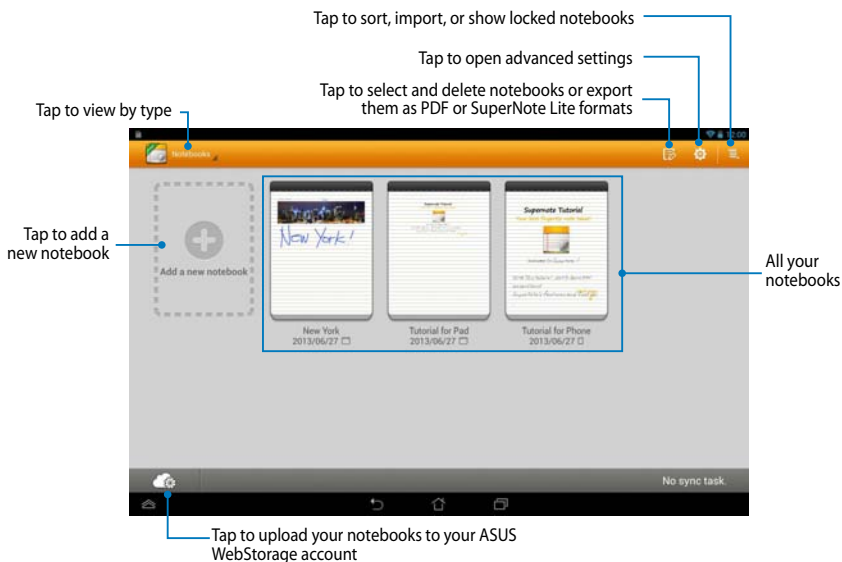 Tap to sort, import, or show locked notebooks
Tap to open advanced settings
Tap to select and delete notebooks or export
them as PDF or SuperNote Lite formats
Tap to view by type
12:00
Notebooks
Tap to add a
new notebook
Add a new notebook
New York!
Supernote Tutorial
Supernote Tutorial
All your
notebooks
New York
2013/06/27
Tutorial for Pad
2013/06/27
Tutorial for Phone
2013/06/27
No sync task.
Tap to upload your notebooks to your ASUS
WebStorage account